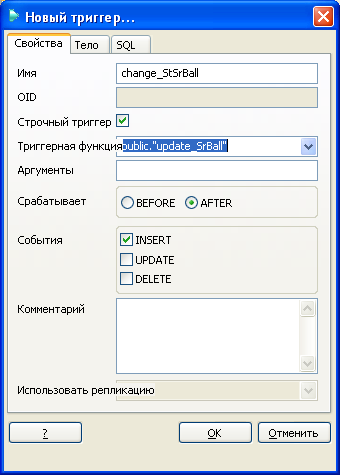 Новый триггер...
Свойства Тело SQL
Имя change_StSrBall
OID
Строчный триггер
Триггерная функция public."update_SrBall"
Аргументы
Срабатывает BEFORE AFTER
События INSERT
UPDATE
DELETE
Комментарий
Использовать репликацию
? OK Отменить